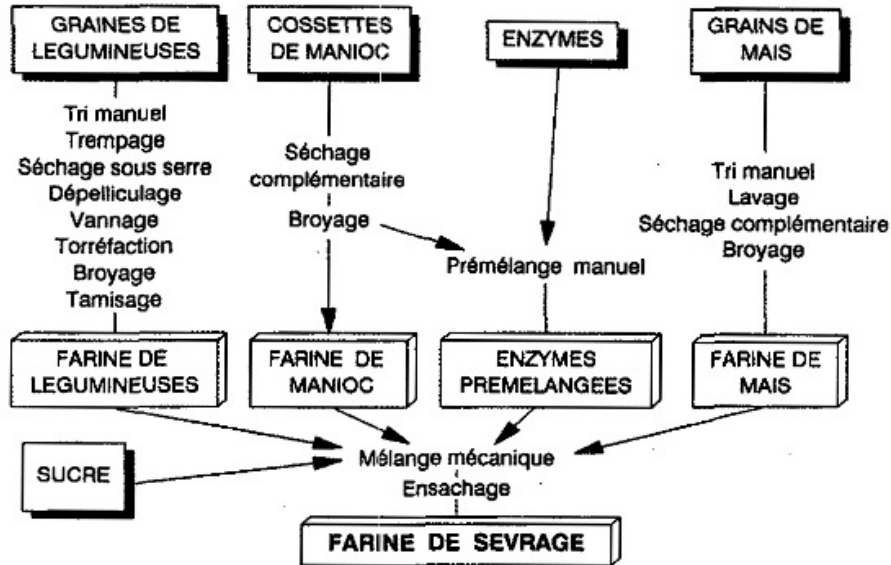 GRAINES DE
LEGUMINEUSES
COSSETTES
DE MANIOC
ENZYMES
GRAINS DE
MAIS
Tri manuel
Trempage
Séchage sous serre
Dépelliculage
Vannage
Torréfaction
Broyage
Tamisage
Séchage
complémentaire
Broyage
Prémélange manuel
Tri manuel
Lavage
Séchage complémentaire
Broyage
FARINE DE
LEGUMINEUSES
FARINE DE
MANIOC
ENZYMES
PREMELANGEES
FARINE DE
MAIS
SUCRE
Mélange mécanique
Ensachage
FARINE DE SEVRAGE